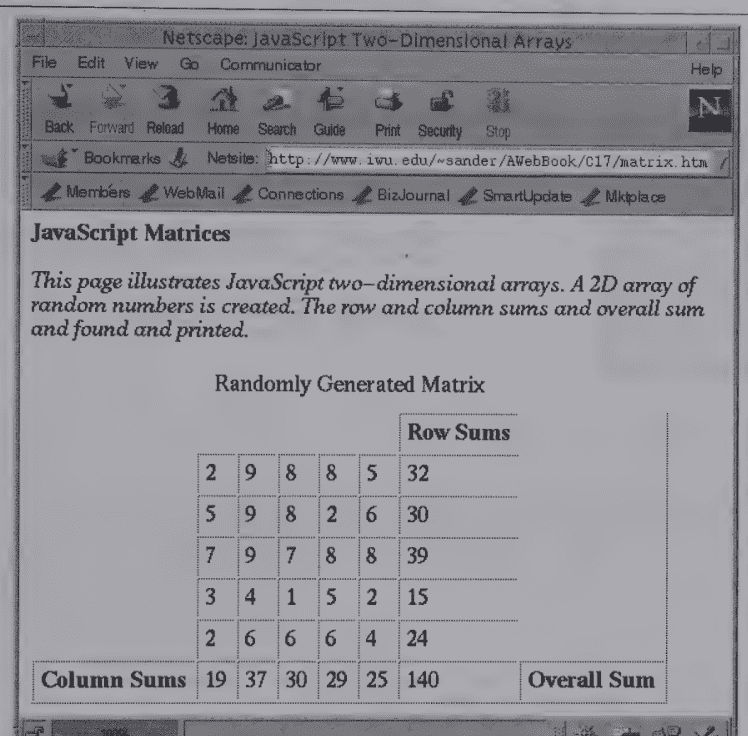 Netscape: JavaScript Two-Dimensional Arrays
File Edit View Go Communicator Help
Back Forward Reload Home Search Guide Print Security Stop N
Bookmarks Netsite: http://www.iwu.edu/~sander/AWebBook/C17/matrix.htm
Members WebMail Connections BizJournal SmartUpdate Mktplace
JavaScript Matrices
This page illustrates JavaScript two-dimensional arrays. A 2D array of
random numbers is created. The row and column sums and overall sum
and found and printed.
Randomly Generated Matrix
Row Sums
2 9 8 8 5 32
5 9 8 2 6 30
7 9 7 8 8 39
3 4 1 5 2 15
2 6 6 6 4 24
Column Sums 19 37 30 29 25 140 Overall Sum
100%